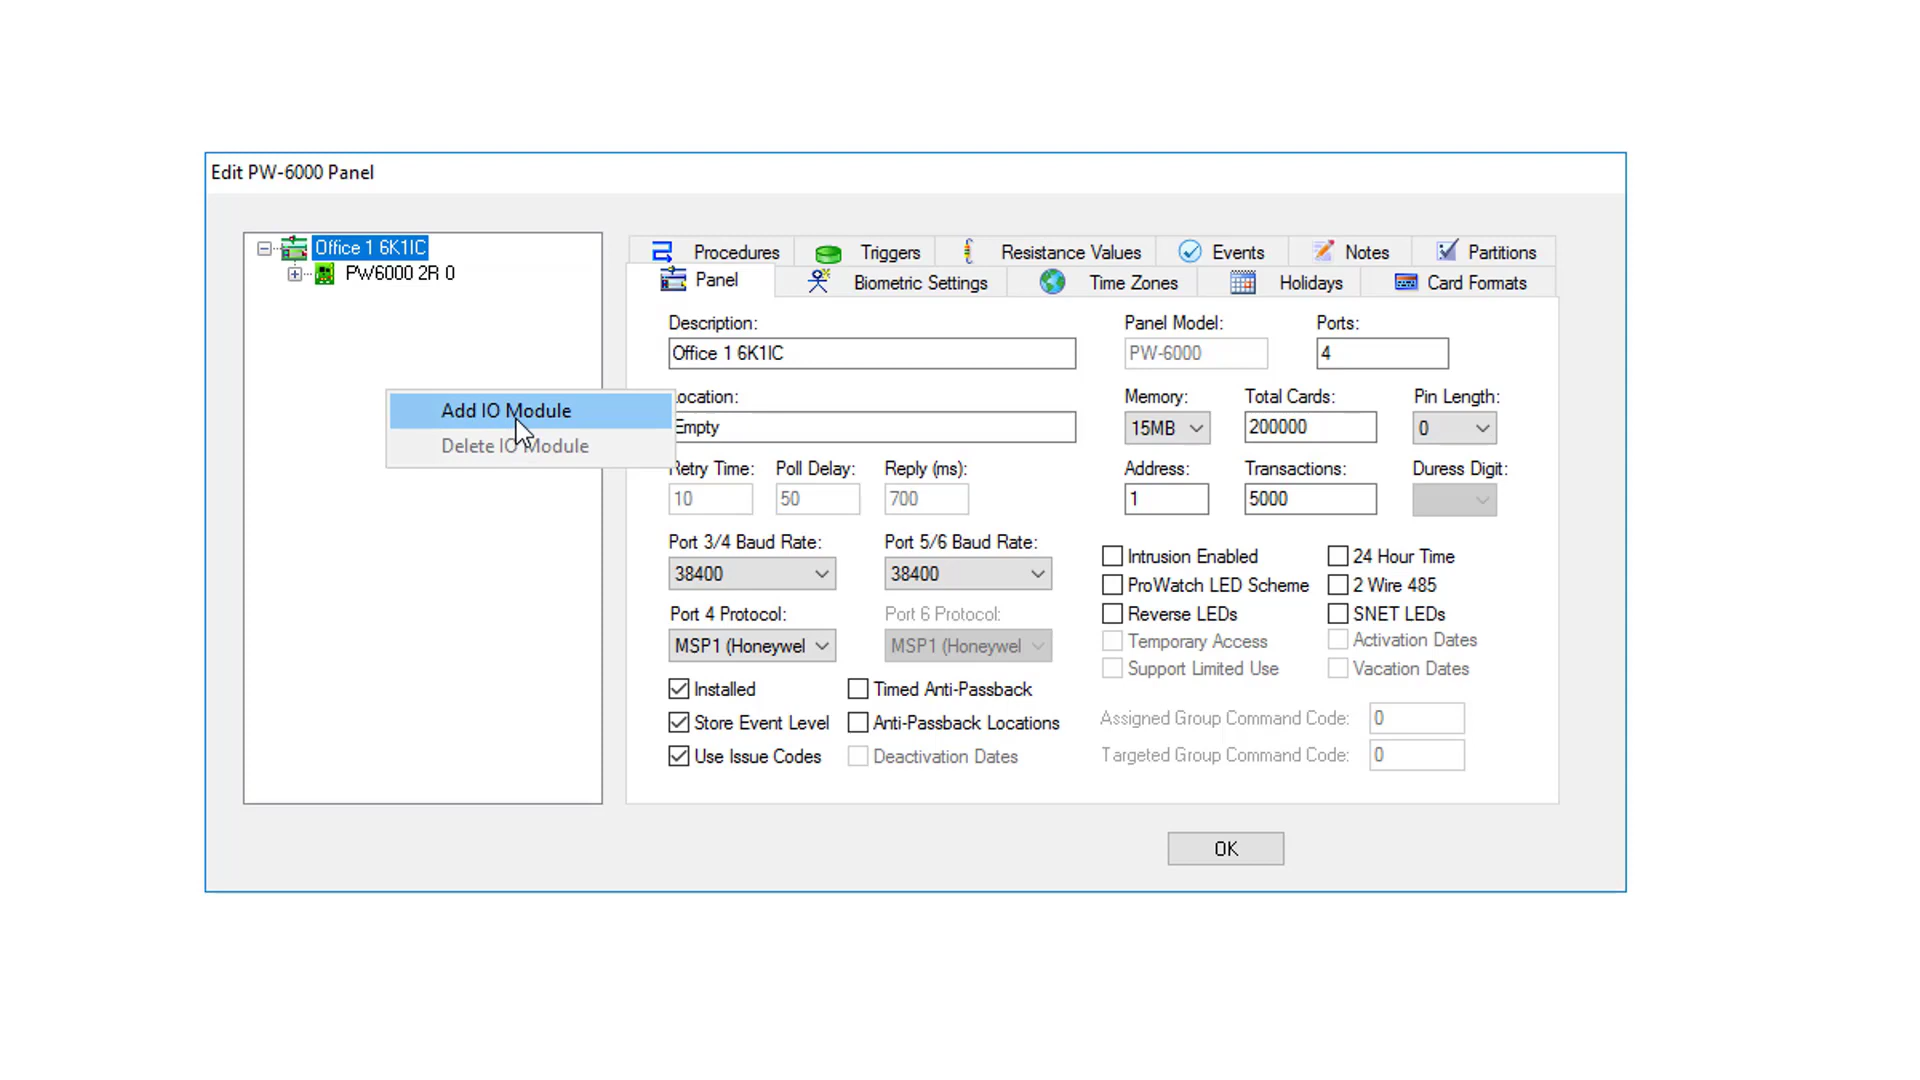 Edit PW-6000 Panel
Office 1 6K1IC
PW6000 2R 0
Add IO Module
Delete IO Module
Procedures Triggers Resistance Values Events Notes Partitions
Panel Biometric Settings Time Zones Holidays Card Formats
Description: Panel Model: Ports:
Office 1 6K1IC PW-6000 4
ocation: Memory: Total Cards: Pin Length:
Empty 15MB 200000 0
Retry Time: Poll Delay: Reply (ms): Address: Transactions: Duress Digit:
10 50 700 1 5000
Port 3/4 Baud Rate: Port 5/6 Baud Rate:
38400 38400
Port 4 Protocol: Port 6 Protocol:
MSP1 (Honeywel MSP1 (Honeywel
Intrusion Enabled 24 Hour Time
ProWatch LED Scheme 2 Wire 485
Reverse LEDs SNET LEDs
Temporary Access Activation Dates
Support Limited Use Vacation Dates
Installed Timed Anti-Passback
Store Event Level Anti-Passback Locations
Use Issue Codes Deactivation Dates
Assigned Group Command Code: 0
Targeted Group Command Code: 0
OK